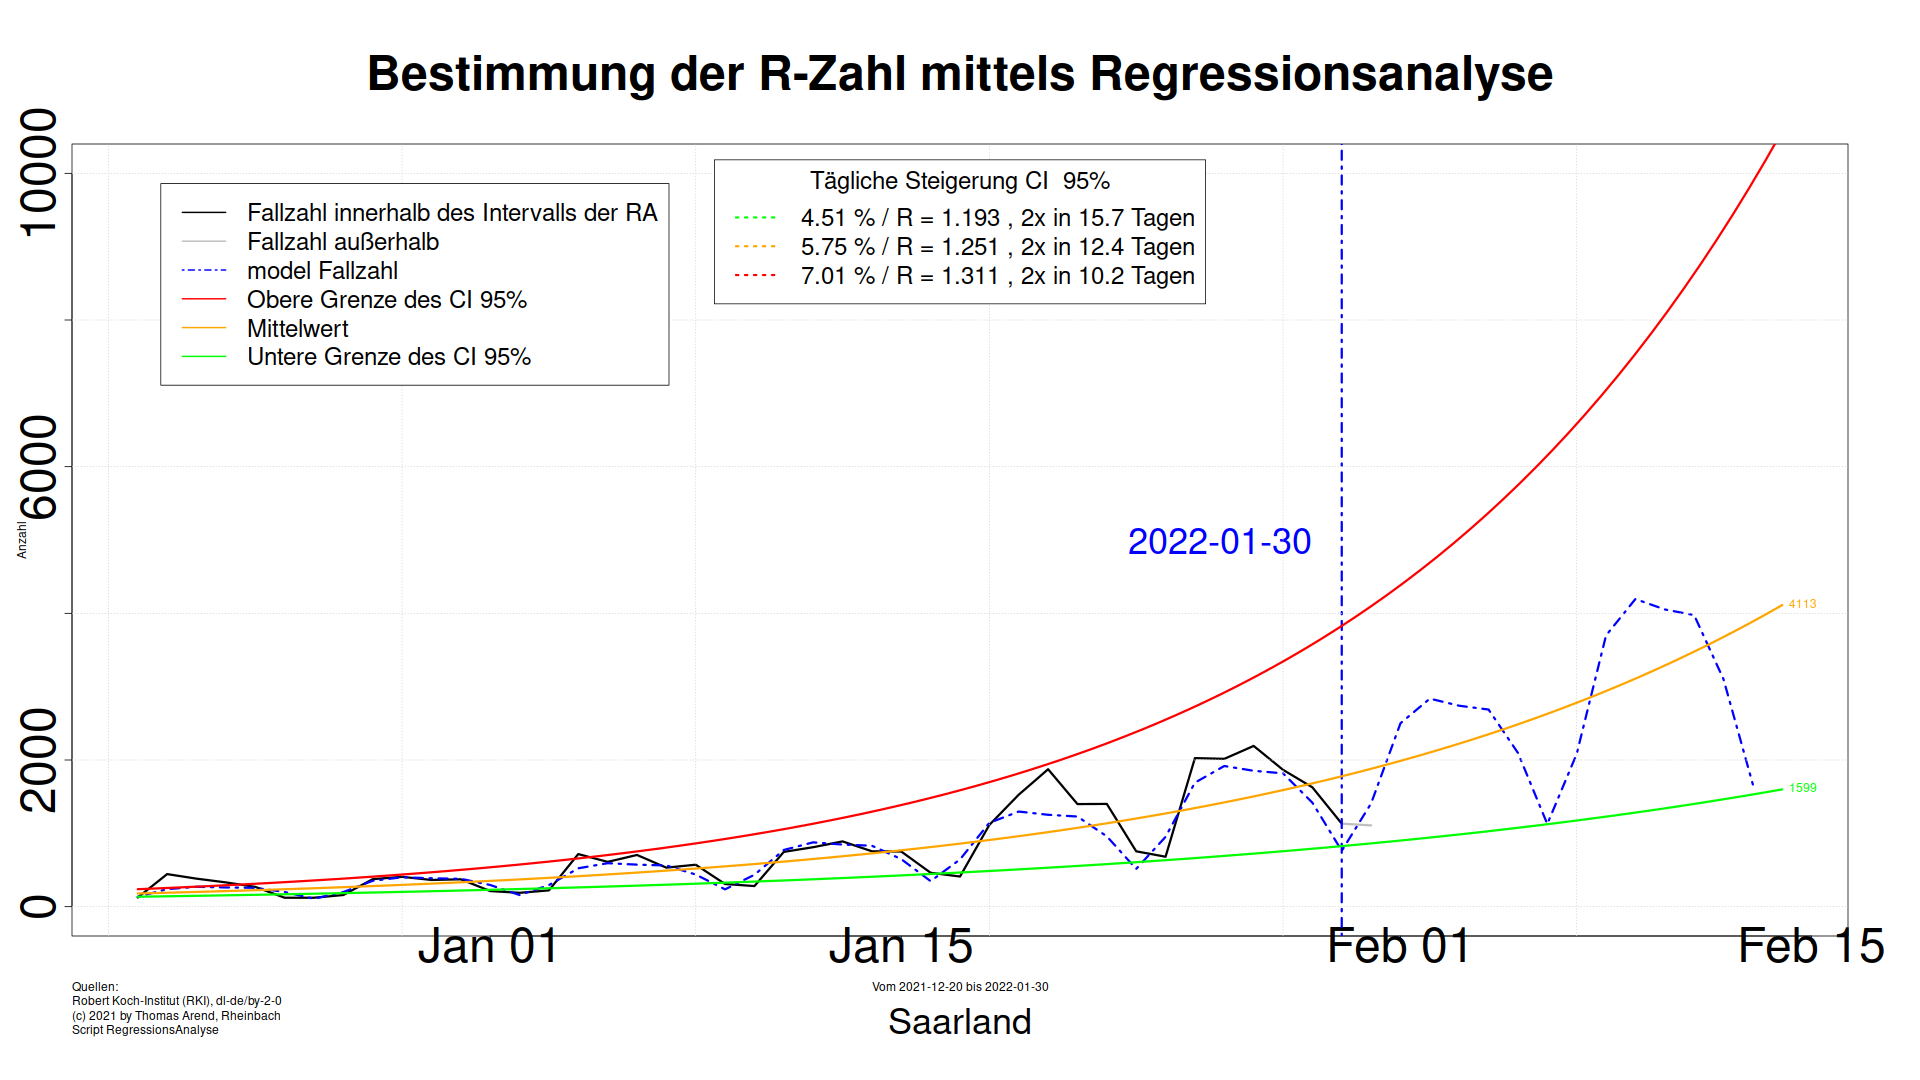 Bestimmung der R-Zahl mittels Regressionsanalyse
Fallzahl innerhalb des Intervalls der RA
Fallzahl außerhalb
model Fallzahl
Obere Grenze des CI 95%
Mittelwert
Untere Grenze des CI 95%
Tägliche Steigerung CI  95%
4.51 % / R = 1.193 , 2x in 15.7 Tagen
5.75 % / R = 1.251 , 2x in 12.4 Tagen
7.01 % / R = 1.311 , 2x in 10.2 Tagen
10000
6000
2000
0
Anzahl
2022-01-30
4113
1599
Jan 01
Jan 15
Feb 01
Feb 15
Quellen:
Robert Koch-Institut (RKI), dl-de/by-2-0
(c) 2021 by Thomas Arend, Rheinbach
Script RegressionsAnalyse
Vom 2021-12-20 bis 2022-01-30
Saarland